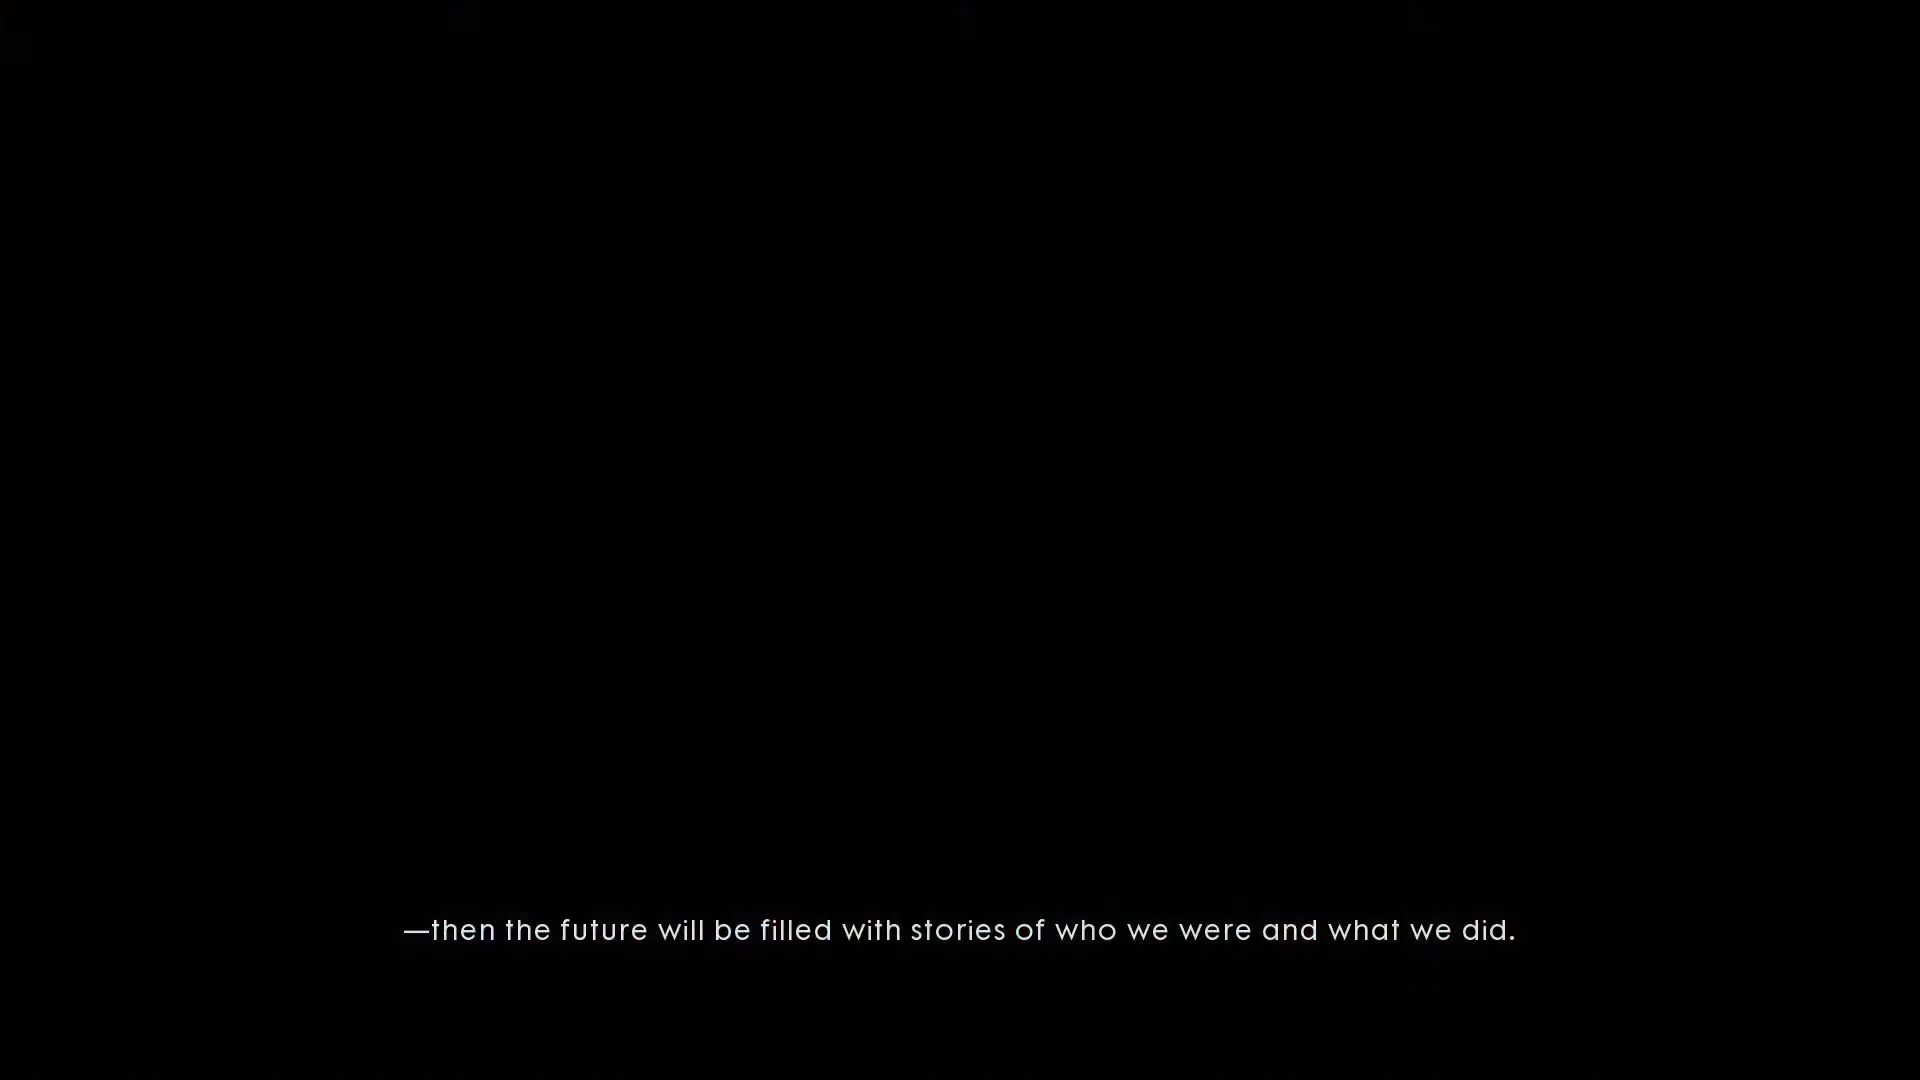 —then the future will be filled with stories of who we were and what we did.